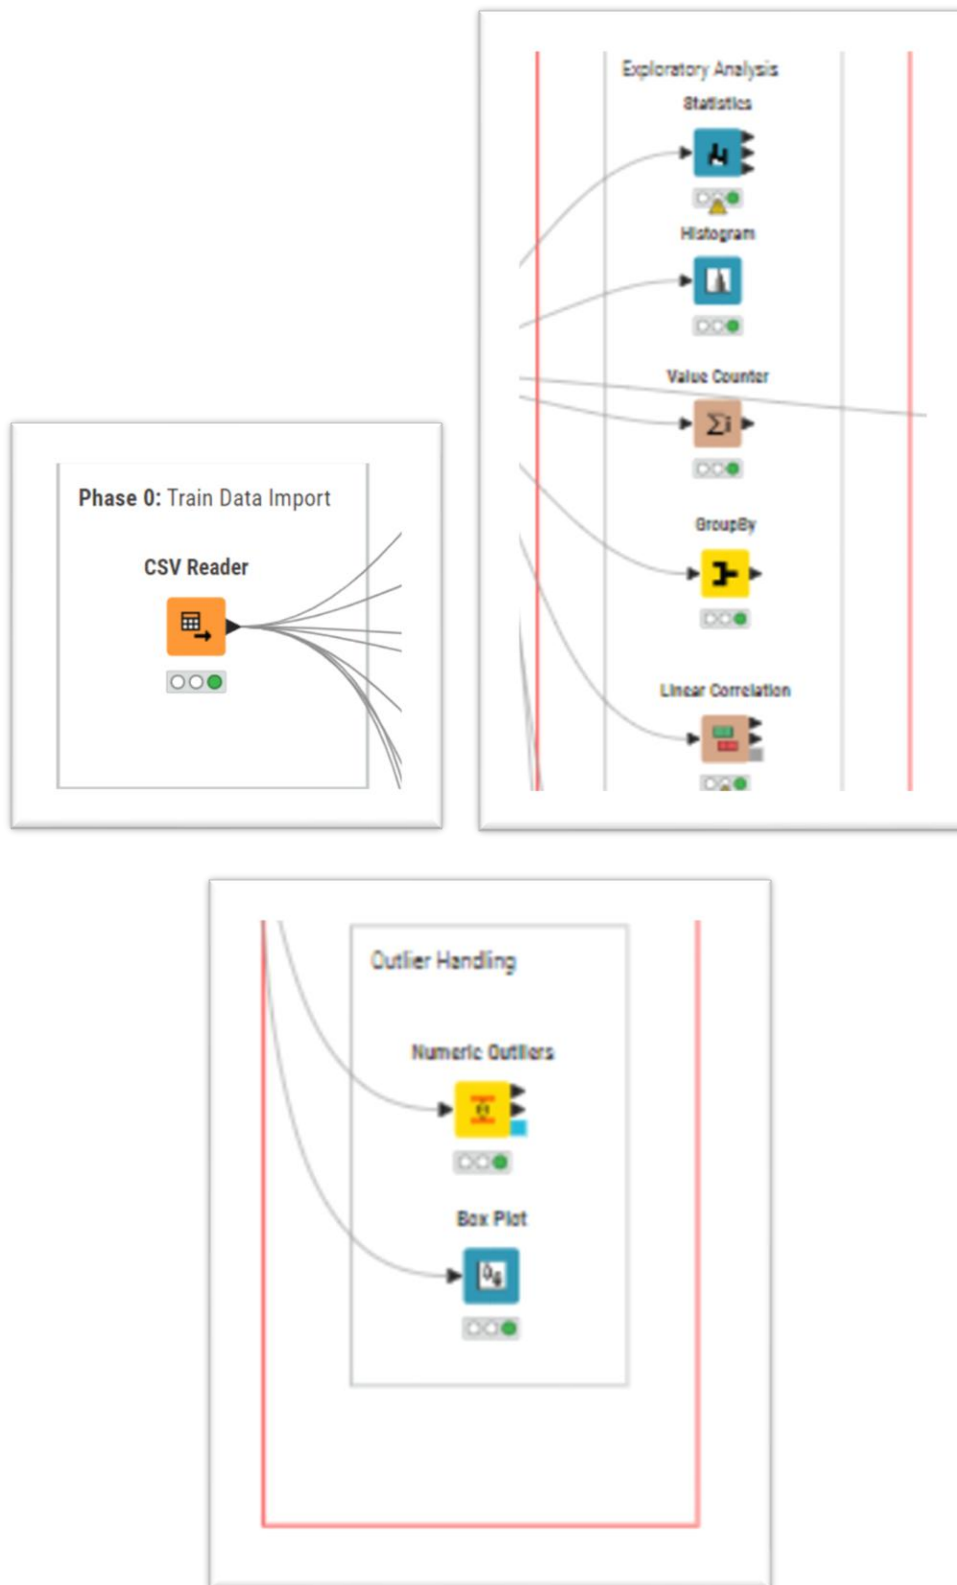 Exploratory Analysis
Statistics
Histogram
Value Counter
Σi
GroupBy
Linear Correlation
Phase 0: Train Data Import
CSV Reader
Outlier Handling
Numeric Outliers
Box Plot